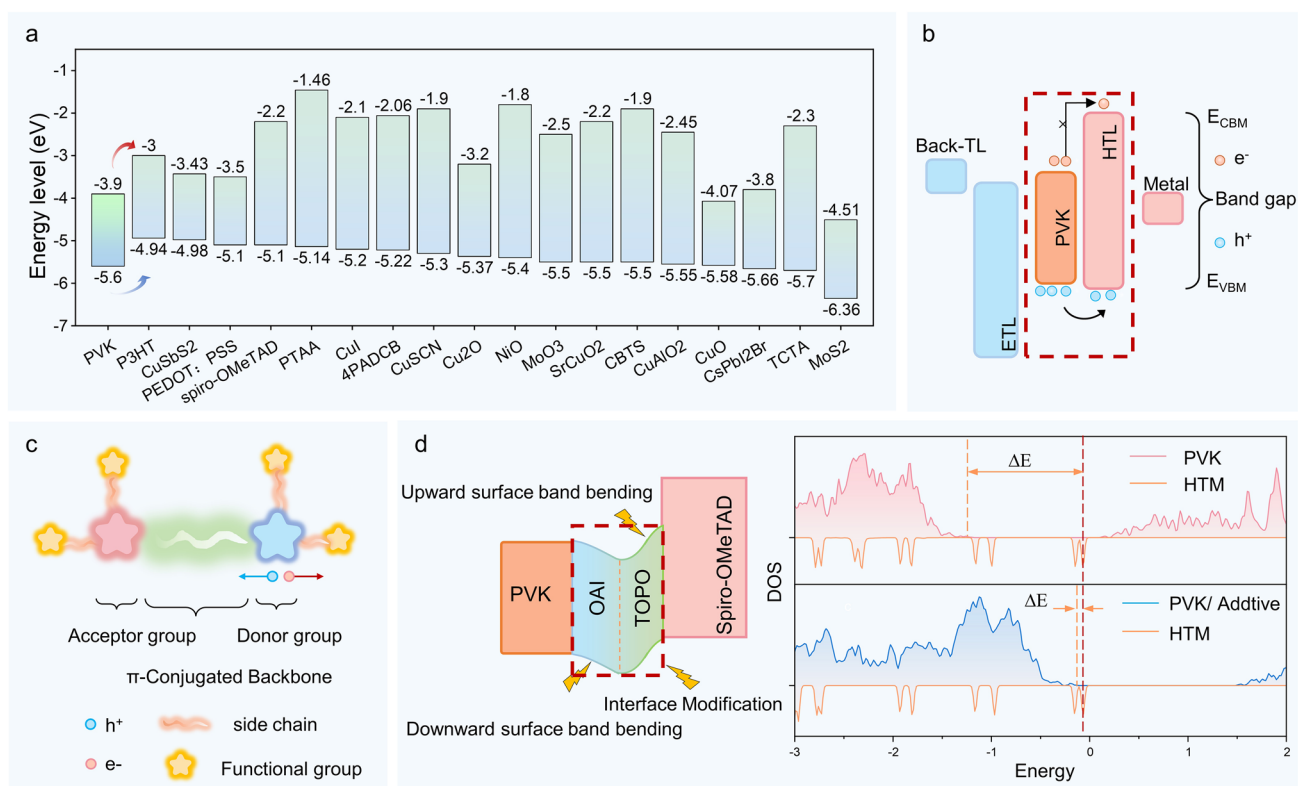 a
Energy level (eV)
-1
-2
-3
-4
-5
-6
-7
-3.9
-3
-3.43
-3.5
-2.2
-1.46
-2.1
-2.06
-1.9
-3.2
-1.8
-2.5
-2.2
-1.9
-2.45
-4.07
-3.8
-2.3
-4.51
-5.6
-4.94
-4.98
-5.1
-5.1
-5.14
-5.2
-5.22
-5.3
-5.37
-5.4
-5.5
-5.5
-5.5
-5.55
-5.58
-5.66
-5.7
-6.36
PVK
P3HT
CuSbS2
PEDOT：PSS
spiro-OMeTAD
PTAA
CuI
4PADCB
CuSCN
Cu2O
NiO
MoO3
SrCuO2
CBTS
CuAlO2
CuO
CsPbI2Br
TCTA
MoS2
b
Back-TL
ETL
PVK
×
HTL
Metal
ECBM
e-
Band gap
h+
EVBM
c
Acceptor group
Donor group
π-Conjugated Backbone
h+
side chain
e-
Functional group
d
Upward surface band bending
PVK
OAI
TOPO
Spiro-OMeTAD
Interface Modification
Downward surface band bending
DOS
ΔE
PVK
HTM
ΔE
PVK/ Addtive
HTM
-3
-2
-1
0
1
2
Energy